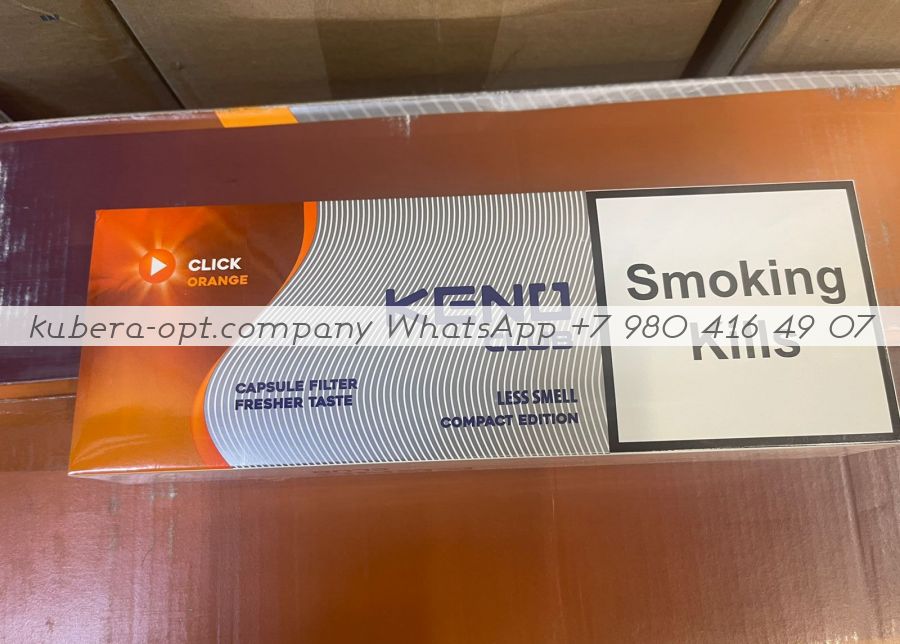 CLICK
ORANGE
KENO
CLUB
CAPSULE FILTER
FRESHER TASTE
LESS SMELL
COMPACT EDITION
Smoking
Kills
kubera-opt.company WhatsApp +7 980 416 49 07